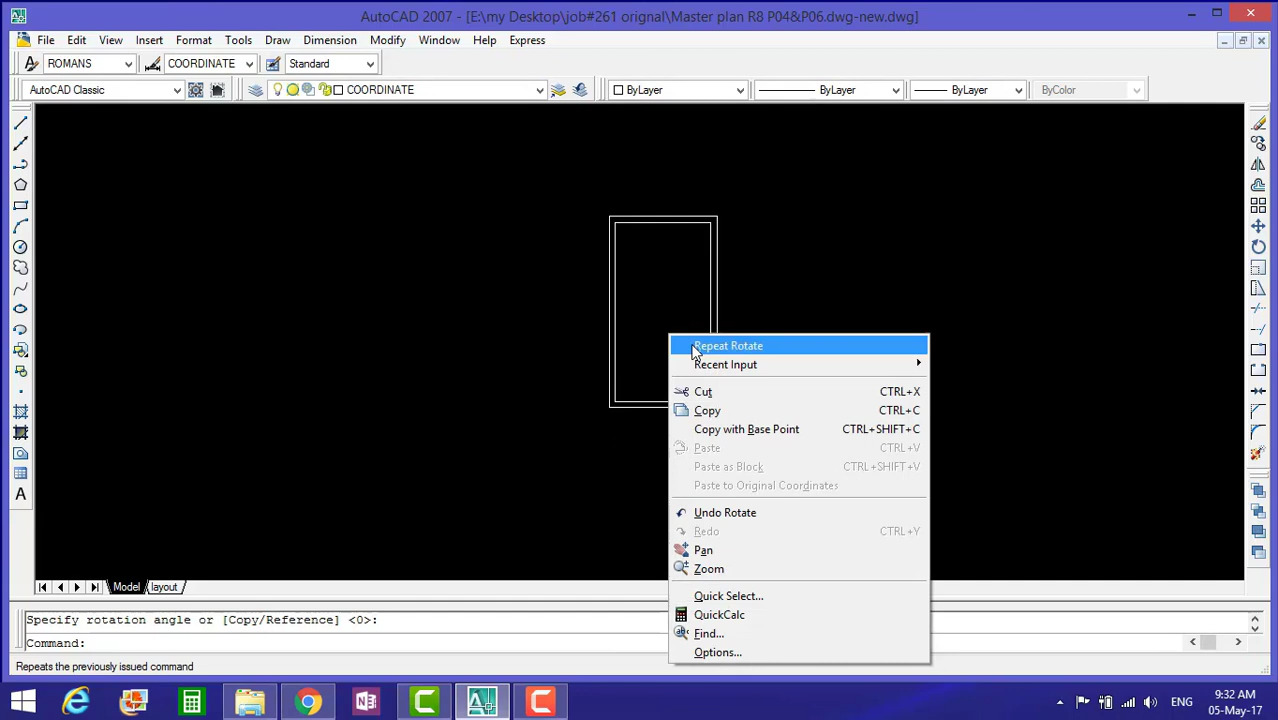 AutoCAD 2007 - [E:\my Desktop\job#261 orignal\Master plan R8 P04&P06.dwg-new.dwg]
File Edit View Insert Format Tools Draw Dimension Modify Window Help Express
ROMANS COORDINATE Standard
AutoCAD Classic COORDINATE ByLayer ByLayer ByLayer ByColor
Repeat Rotate
Recent Input
Cut CTRL+X
Copy CTRL+C
Copy with Base Point CTRL+SHIFT+C
Paste CTRL+V
Paste as Block CTRL+SHIFT+V
Paste to Original Coordinates
Undo Rotate
Redo CTRL+Y
Pan
Zoom
Quick Select...
QuickCalc
Find...
Options...
Model layout
Specify rotation angle or [Copy/Reference] <0>:
Command:
Repeats the previously issued command
ENG
9:32 AM
05-May-17